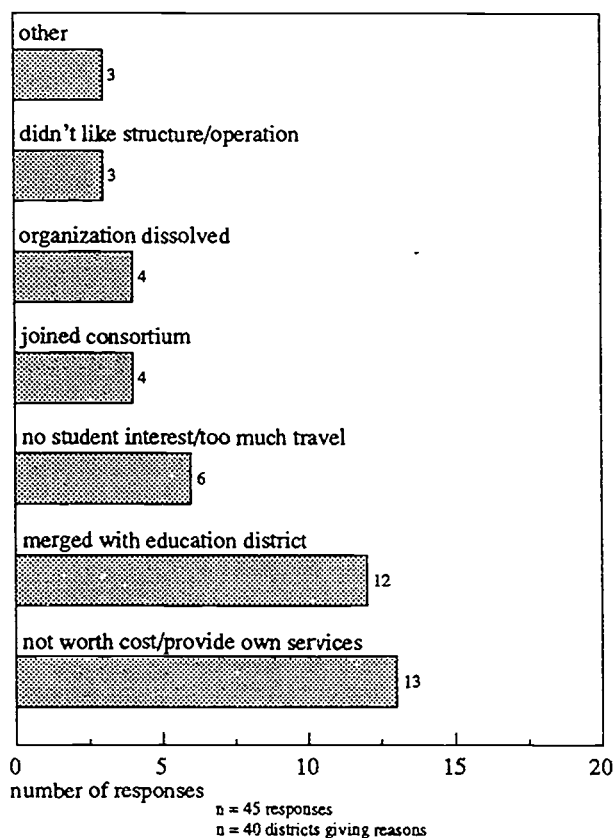 other
3
didn't like structure/operation
3
organization dissolved
4
joined consortium
4
no student interest/too much travel
6
merged with education district
12
not worth cost/provide own services
13
0 5 10 15 20
number of responses
n = 45 responses
n = 40 districts giving reasons